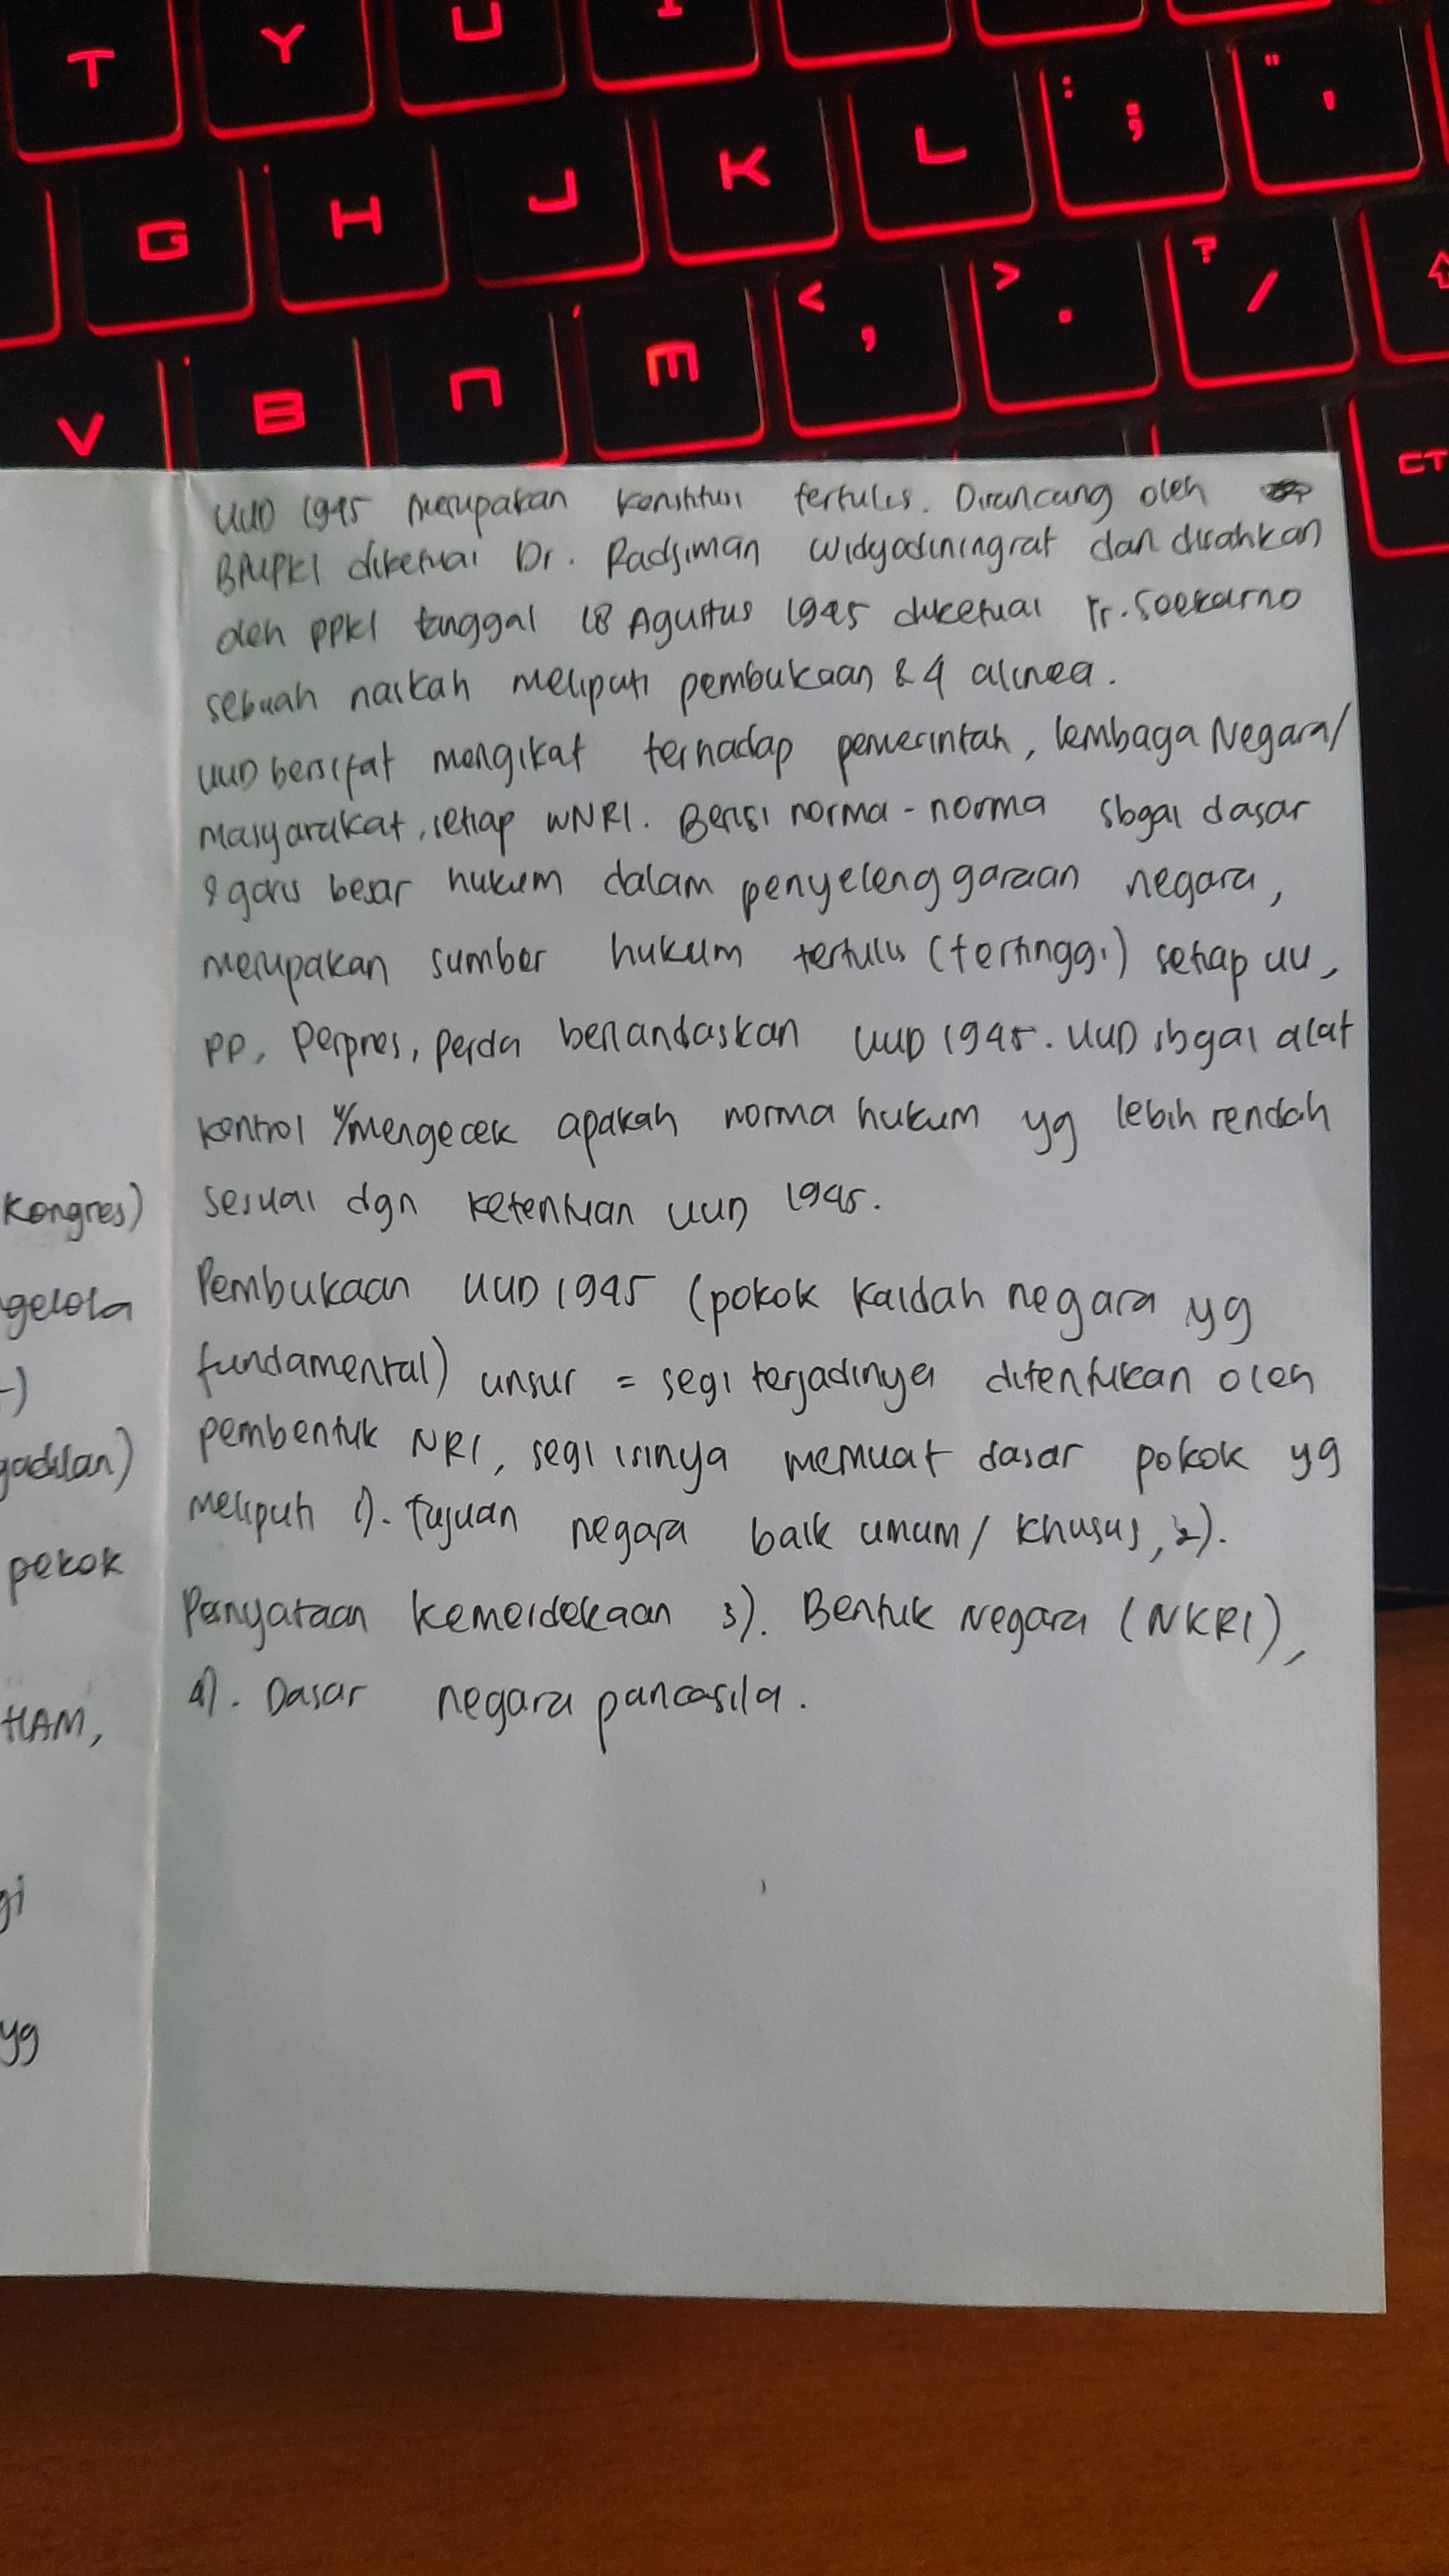 T Y U I
G H J K L : ; " '
V B N M < , > . ? /
CT
UUD 1945 merupakan konstitusi tertulis. Dirancang oleh
BPUPKI diketuai Dr. Radjiman Widyodiningrat dan disahkan
oleh PPKI tanggal 18 Agustus 1945 diketuai Ir. Soekarno
sebuah naskah meliputi pembukaan & 4 alinea.
UUD bersifat mengikat terhadap pemerintah, lembaga Negara/
masyarakat, setiap WNRI. Berisi norma-norma sbgai dasar
& garis besar hukum dalam penyelenggaraan negara,
merupakan sumber hukum tertulis (tertinggi) setiap UU,
PP, Perpres, perda berlandaskan UUD 1945. UUD sbgai alat
kontrol u/mengecek apakah norma hukum yg lebih rendah
sesuai dgn ketentuan UUD 1945.
Pembukaan UUD 1945 (pokok kaidah negara yg
fundamental) unsur = segi terjadinya ditentukan oleh
pembentuk NRI, segi isinya memuat dasar pokok yg
meliputi 1). Tujuan negara baik umum/ khusus, 2).
Pernyataan kemerdekaan 3). Bentuk Negara (NKRI),
4). Dasar negara pancasila.
kongres)
gelola
-)
gadilan)
pokok
HAM,
gi
yg